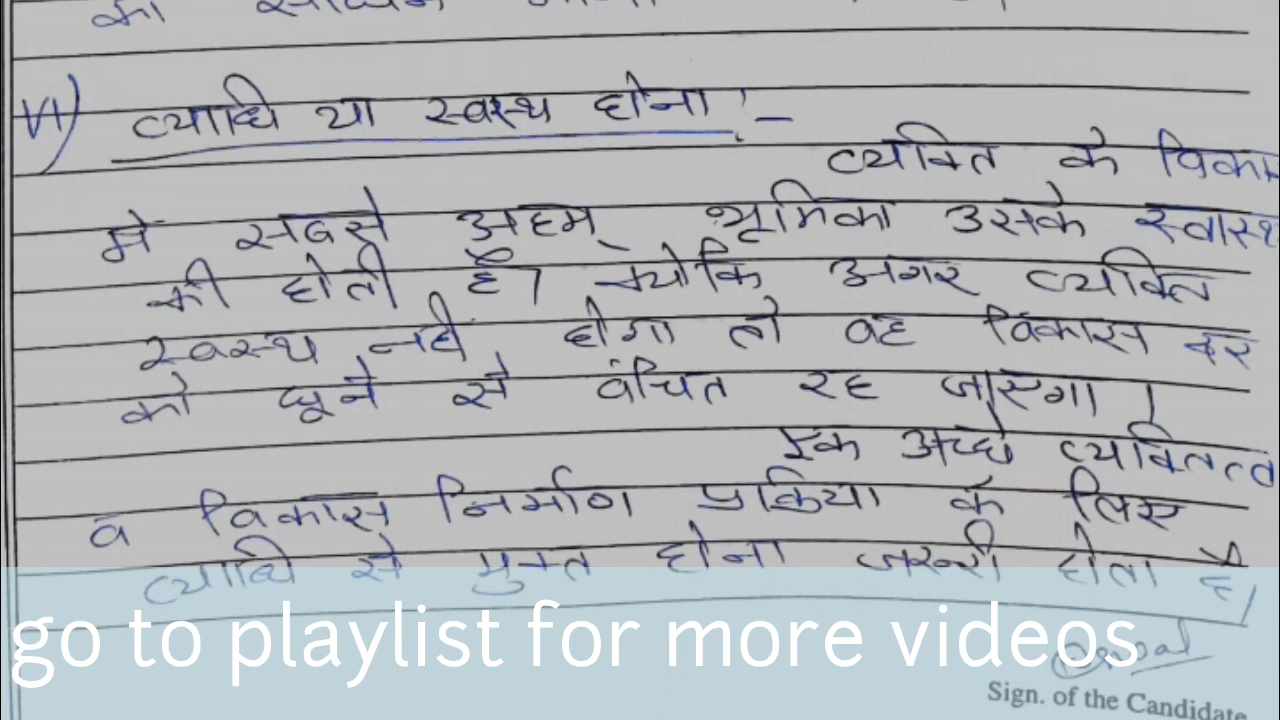 का
VI) व्याधि या स्वस्थ होना :-
व्यक्ति के विकास
मे सबसे अहम् भूमिका उसके स्वास्थ
की होती है। क्योकि अगर व्यक्ति
स्वस्थ नही होगा तो वह विकास कर
को छूने से वंचित रह जाएगा।
एक अच्छे व्यक्तित्व
व विकास निर्माण प्रक्रिया के लिए
व्याधि से मुक्त होना जरूरी होता है।
go to playlist for more videos
Sign. of the Candidate